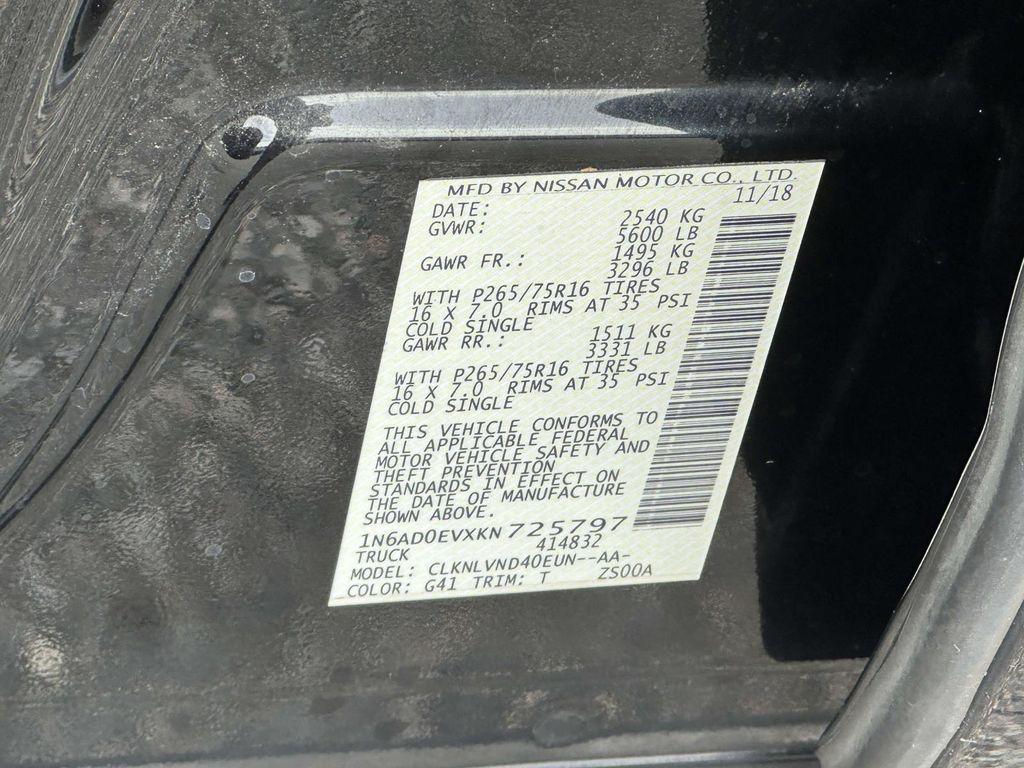 MFD BY NISSAN MOTOR CO., LTD.
DATE: 11/18
GVWR: 2540 KG
5600 LB
GAWR FR.: 1495 KG
3296 LB
WITH P265/75R16 TIRES
16 X 7.0 RIMS AT 35 PSI
COLD SINGLE
GAWR RR.: 1511 KG
3331 LB
WITH P265/75R16 TIRES
16 X 7.0 RIMS AT 35 PSI
COLD SINGLE
THIS VEHICLE CONFORMS TO
ALL APPLICABLE FEDERAL
MOTOR VEHICLE SAFETY AND
THEFT PREVENTION
STANDARDS IN EFFECT ON
THE DATE OF MANUFACTURE
SHOWN ABOVE.
1N6AD0EVXKN 725797
TRUCK 414832
MODEL: CLKNLVND40EUN--AA-
COLOR: G41 TRIM: T ZS00A